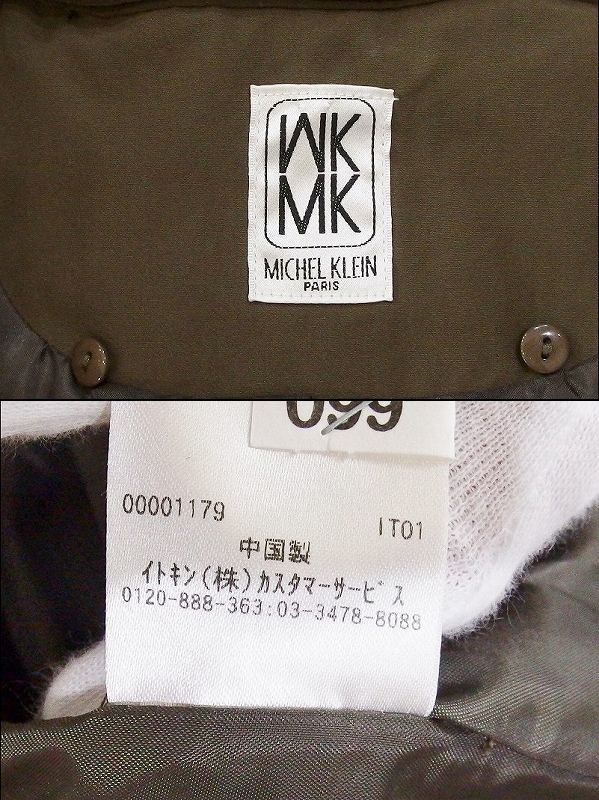 MK
MK
MICHEL KLEIN
PARIS
099
00001179 IT01
中国製
イトキン(株)カスタマーサービス
0120-888-363:03-3478-8088